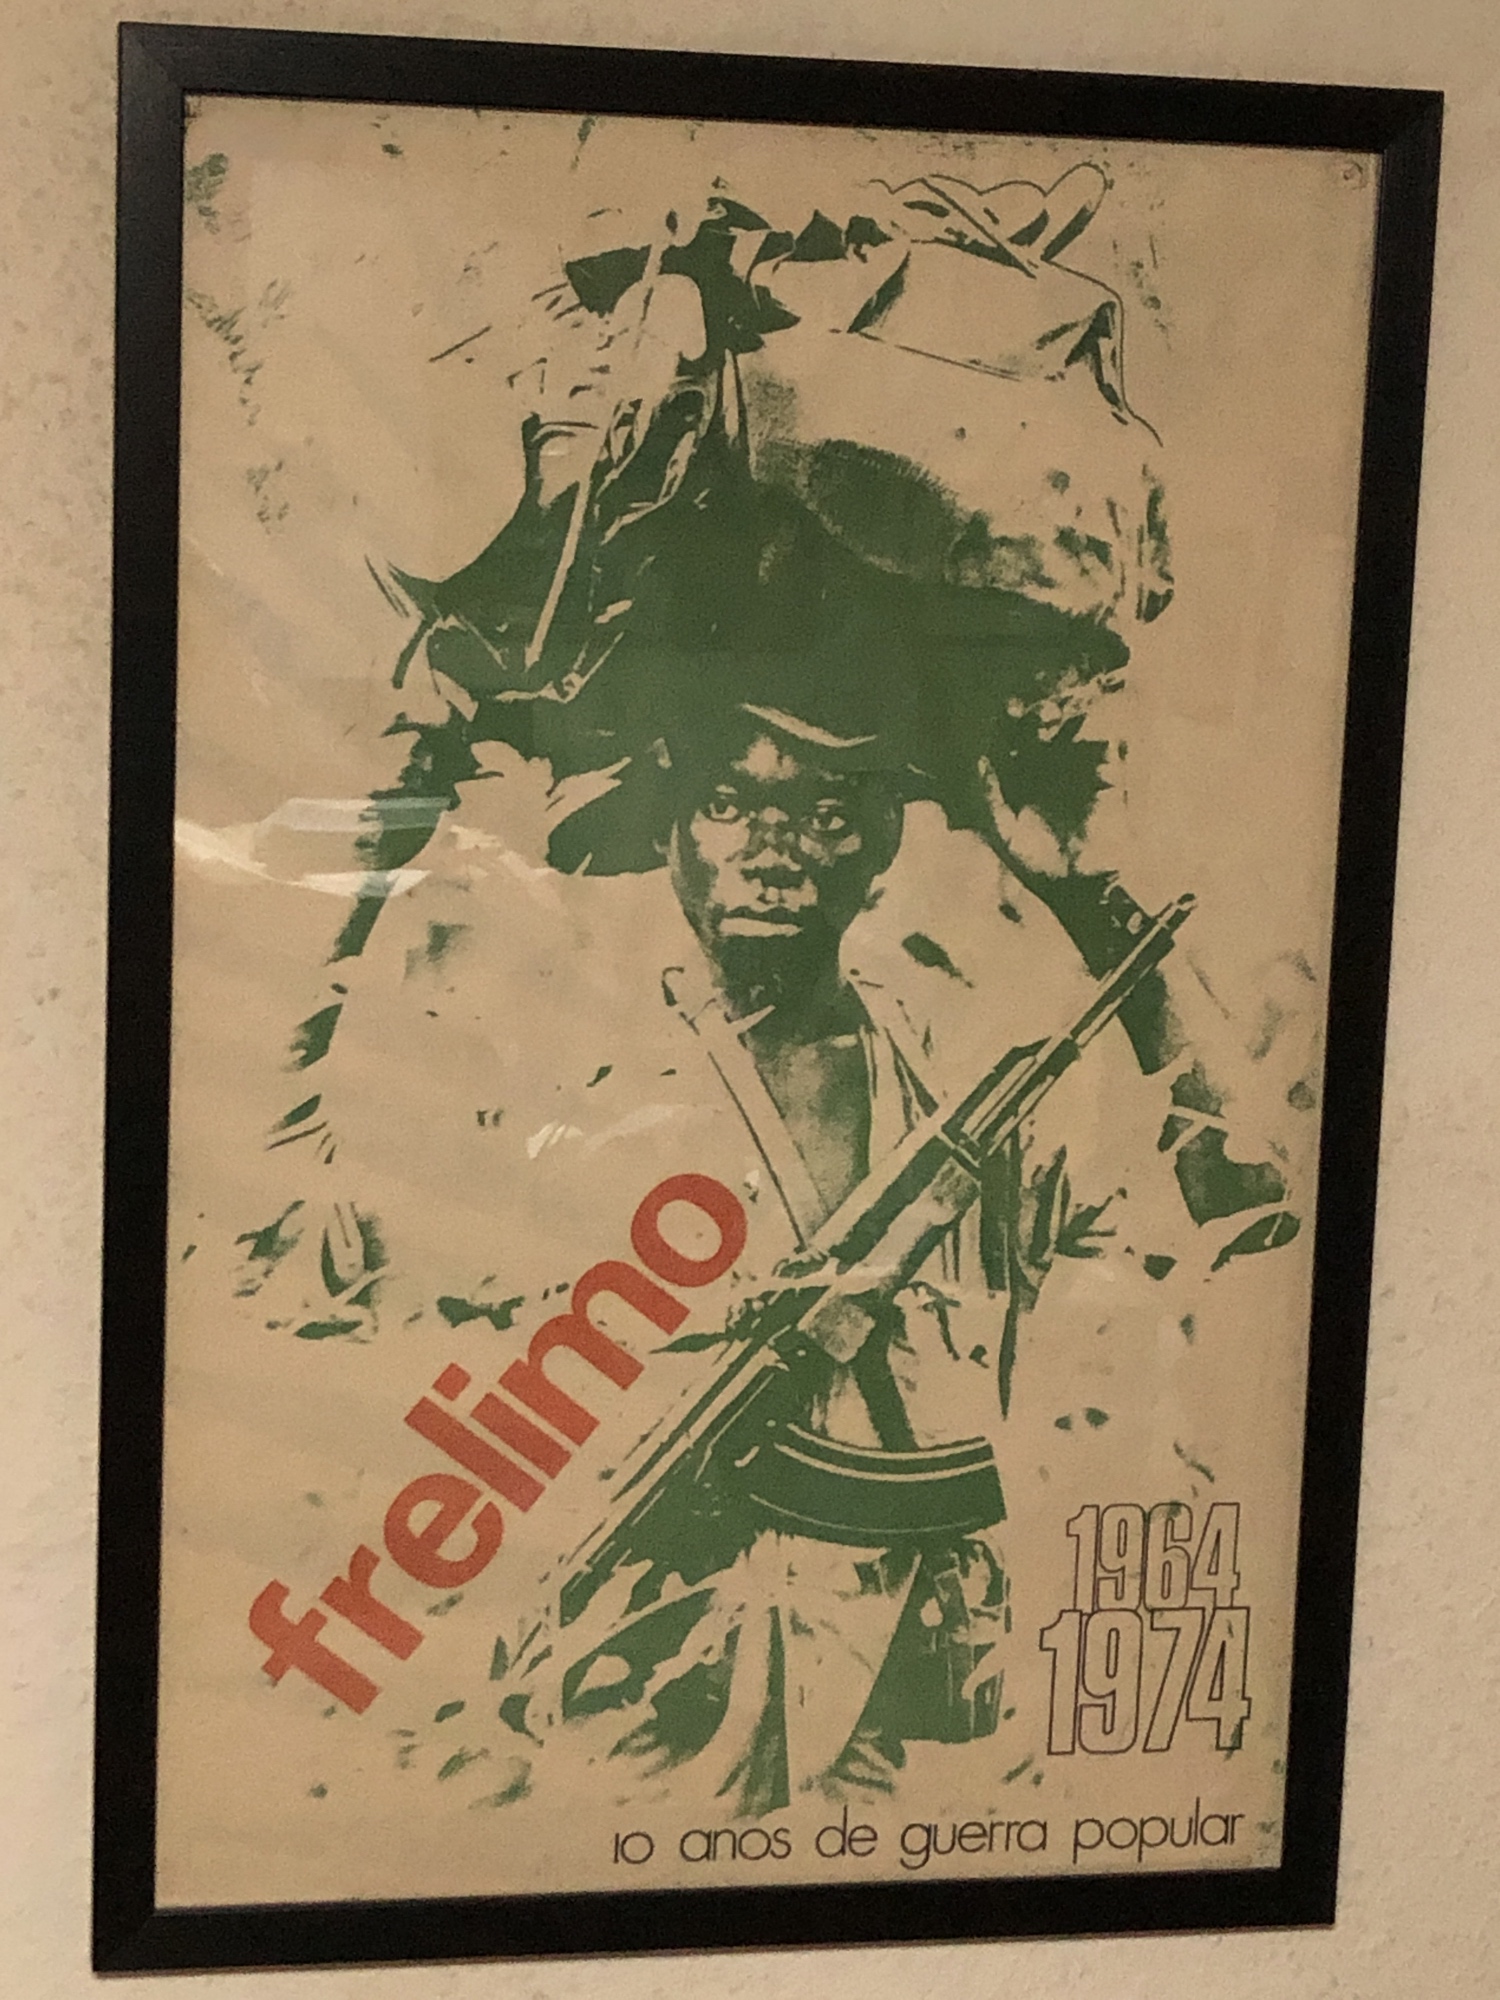 frelimo
1964
1974
10 anos de guerra popular